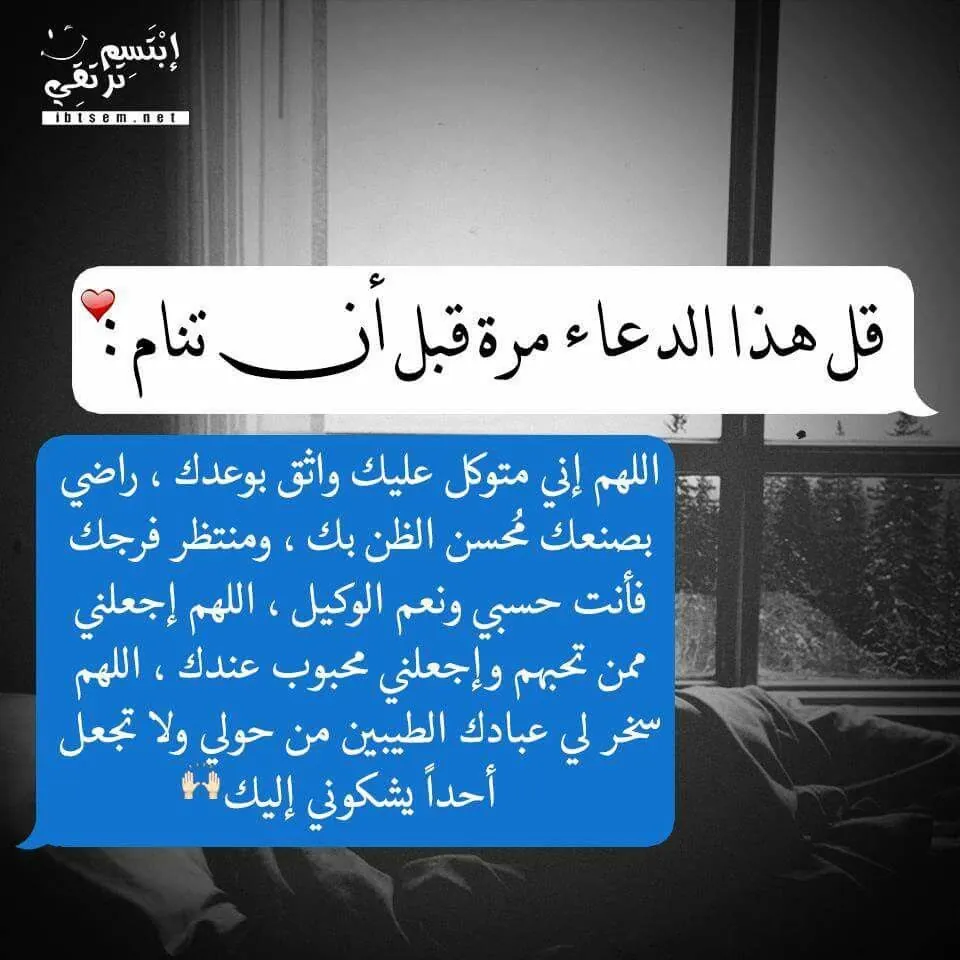 إِبْتَسِم
تَرْتَقِي
ibtsem.net
قل هذا الدعاء مرة قبل أن تنام :
اللهم إني متوكل عليك واثق بوعدك ، راضي
بصنعك مُحسن الظن بك ، ومنتظر فرجك
فأنت حسبي ونعم الوكيل ، اللهم إجعلني
ممن تحبهم وإجعلني محبوب عندك ، اللهم
سخر لي عبادك الطيبين من حولي ولا تجعل
أحداً يشكوني إليك